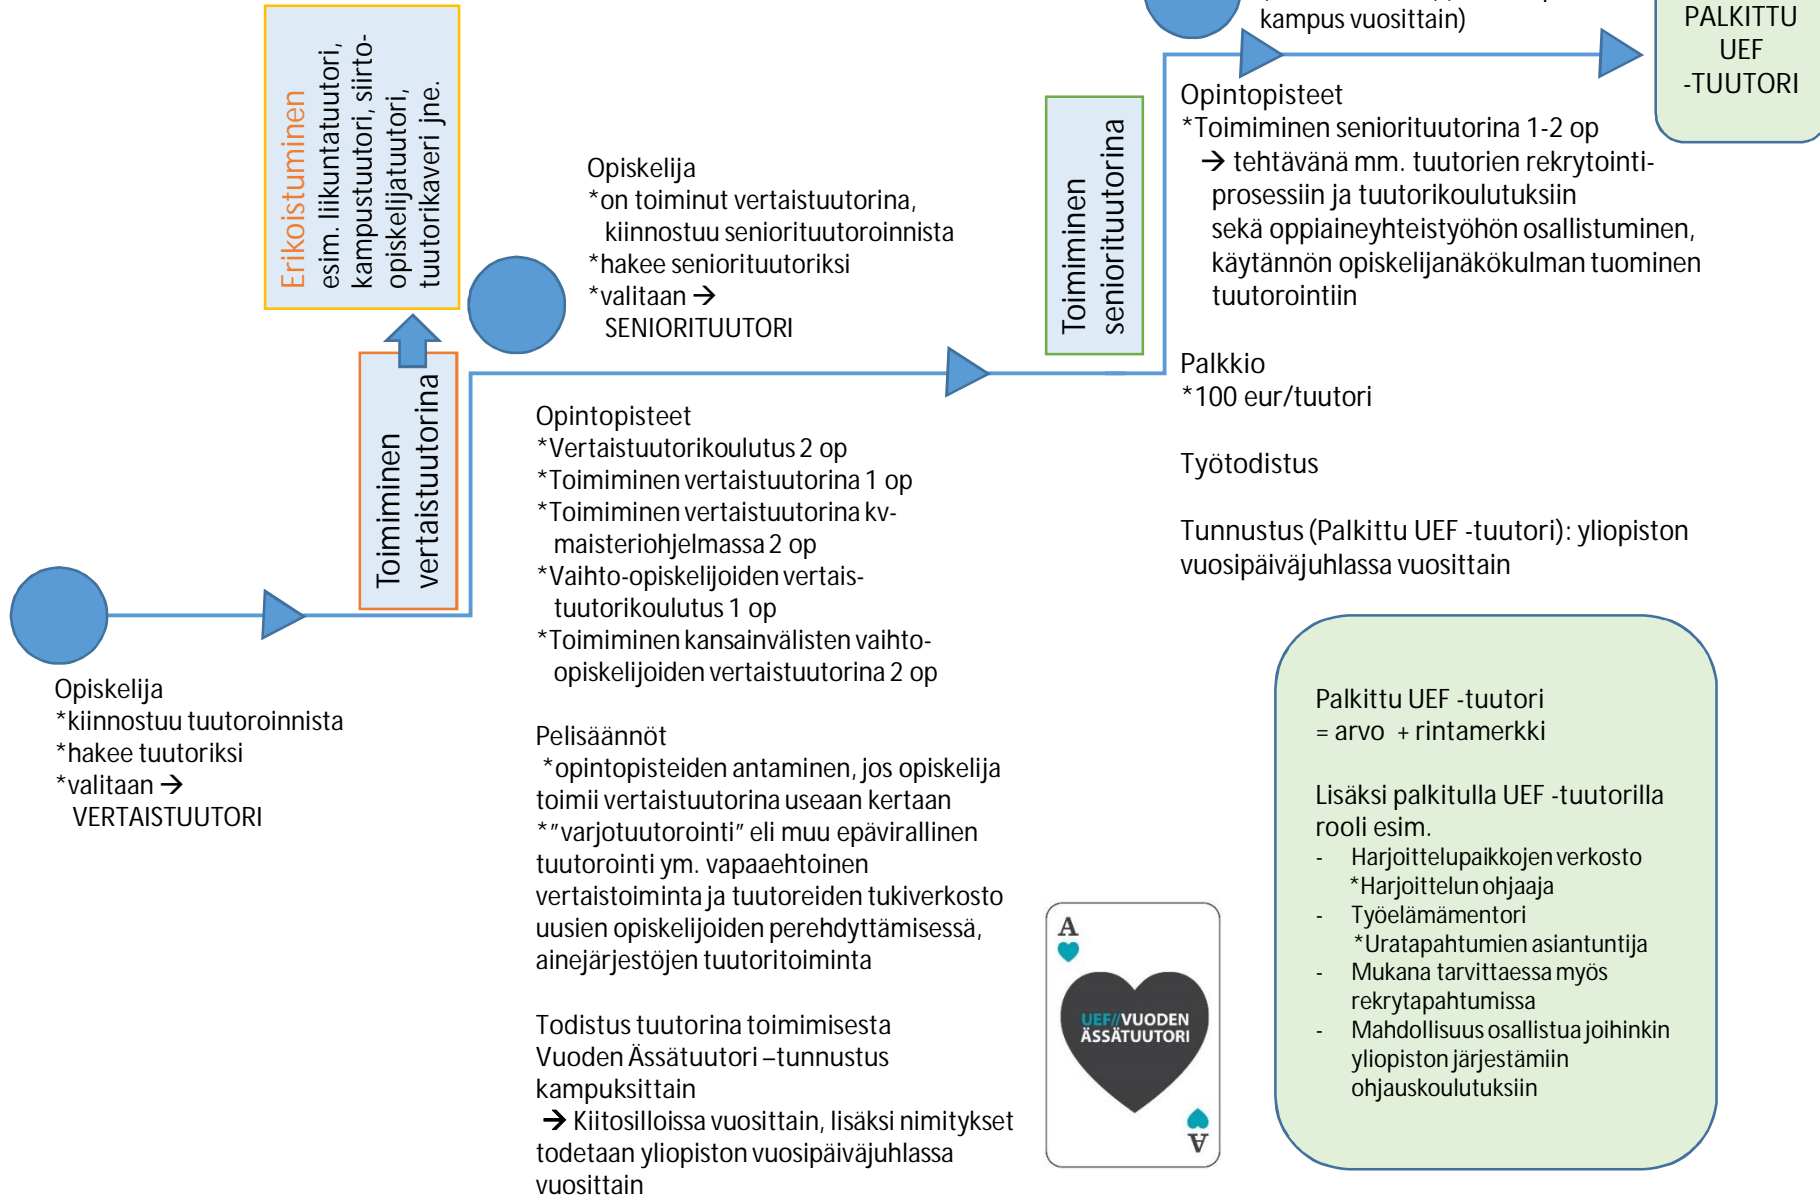 kampus vuosittain)
PALKITTU
UEF
-TUUTORI
Erikoistuminen
esim. liikuntatuutori,
kampustuutori, siirto-
opiskelijatuutori,
tuutorikaveri jne.
Opiskelija
*on toiminut vertaistuutorina,
kiinnostuu seniorituutoroinnista
*hakee seniorituutoriksi
*valitaan →
SENIORITUUTORI
Toimiminen
seniorituutorina
Opintopisteet
*Toimiminen seniorituutorina 1-2 op
→ tehtävänä mm. tuutorien rekrytointi-
prosessiin ja tuutorikoulutuksiin
sekä oppiaineyhteistyöhön osallistuminen,
käytännön opiskelijanäkökulman tuominen
tuutorointiin
Palkkio
*100 eur/tuutori
Työtodistus
Tunnustus (Palkittu UEF -tuutori): yliopiston
vuosipäiväjuhlassa vuosittain
Toimiminen
vertaistuutorina
Opintopisteet
*Vertaistuutorikoulutus 2 op
*Toimiminen vertaistuutorina 1 op
*Toimiminen vertaistuutorina kv-
maisteriohjelmassa 2 op
*Vaihto-opiskelijoiden vertais-
tuutorikoulutus 1 op
*Toimiminen kansainvälisten vaihto-
opiskelijoiden vertaistuutorina 2 op
Opiskelija
*kiinnostuu tuutoroinnista
*hakee tuutoriksi
*valitaan →
VERTAISTUUTORI
Pelisäännöt
*opintopisteiden antaminen, jos opiskelija
toimii vertaistuutorina useaan kertaan
*"varjotuutorointi" eli muu epävirallinen
tuutorointi ym. vapaaehtoinen
vertaistoiminta ja tuutoreiden tukiverkosto
uusien opiskelijoiden perehdyttämisessä,
ainejärjestöjen tuutoritoiminta
Todistus tuutorina toimimisesta
Vuoden Ässätuutori –tunnustus
kampuksittain
→ Kiitosilloissa vuosittain, lisäksi nimitykset
todetaan yliopiston vuosipäiväjuhlassa
vuosittain
A
UEF//VUODEN
ÄSSÄTUUTORI
A
Palkittu UEF -tuutori
= arvo + rintamerkki
Lisäksi palkitulla UEF -tuutorilla
rooli esim.
- Harjoittelupaikkojen verkosto
*Harjoittelun ohjaaja
- Työelämämentori
*Uratapahtumien asiantuntija
- Mukana tarvittaessa myös
rekrytapahtumissa
- Mahdollisuus osallistua joihinkin
yliopiston järjestämiin
ohjauskoulutuksiin